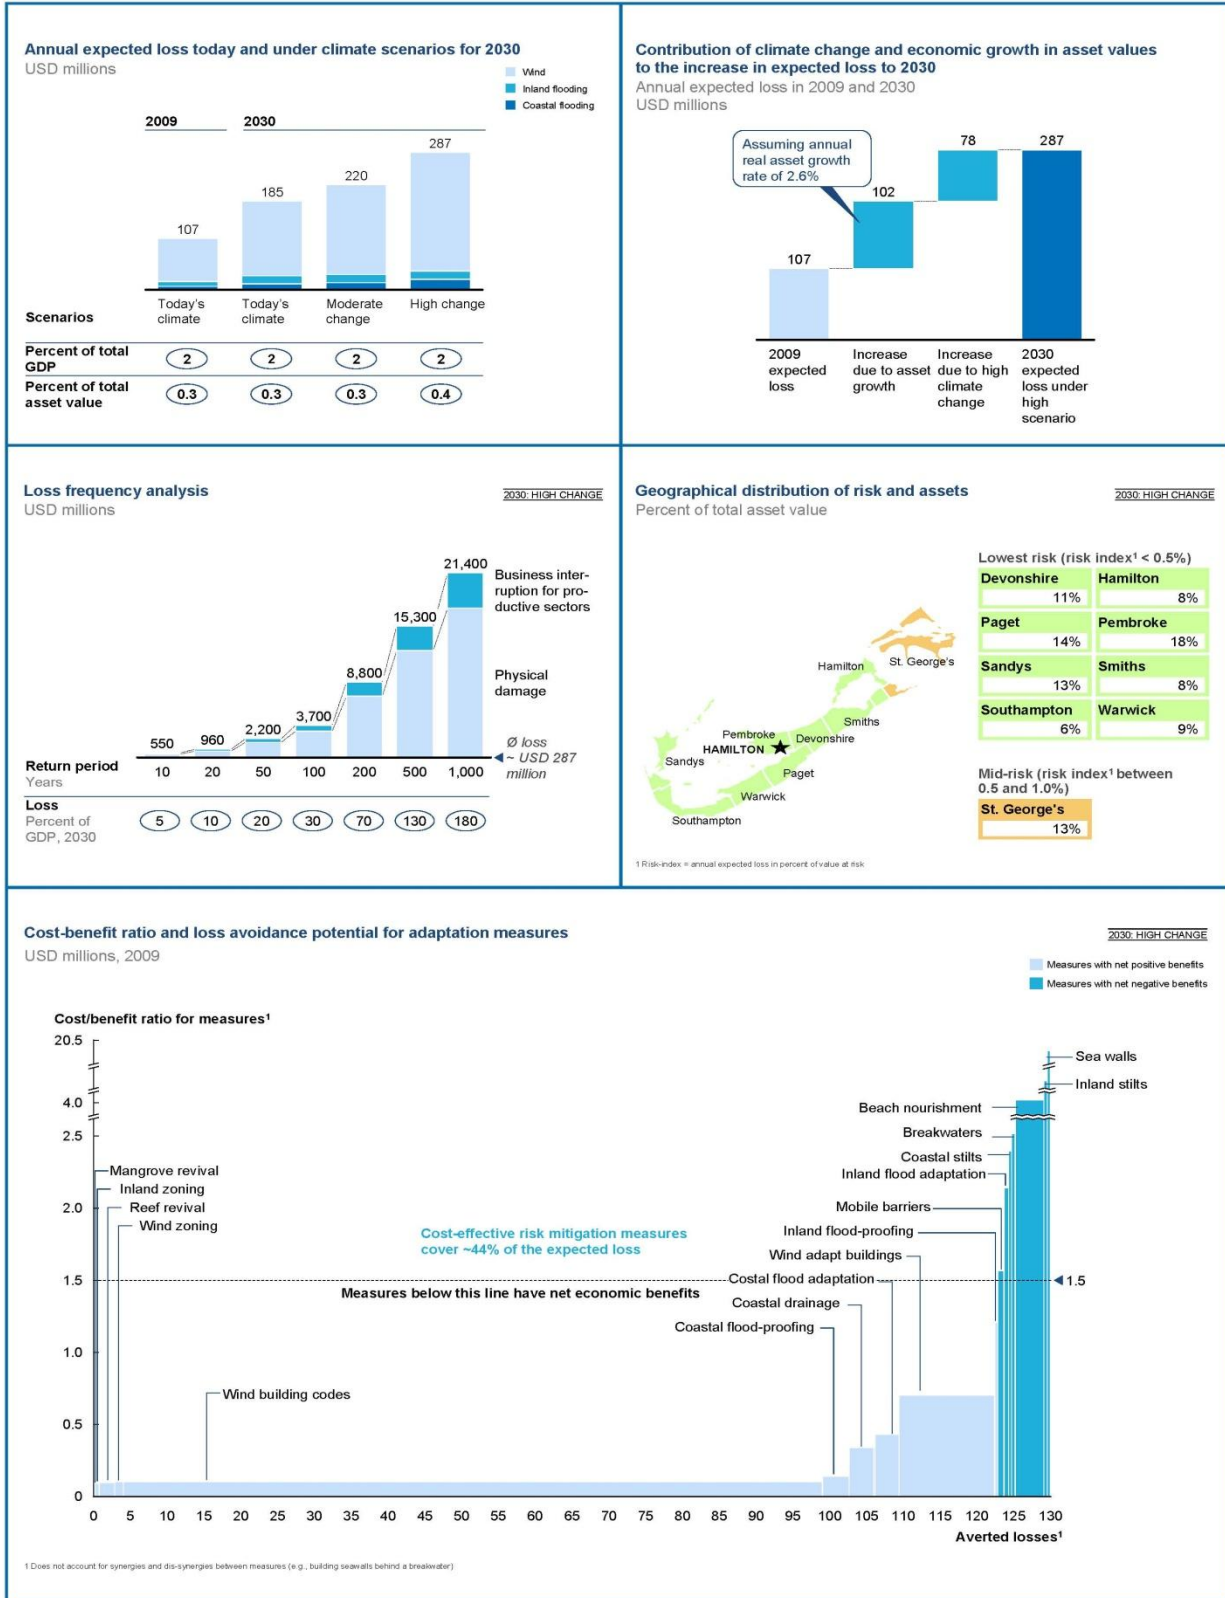 Annual expected loss today and under climate scenarios for 2030
USD millions
Wind
Inland flooding
Coastal flooding
2009
2030
107
185
220
287
Scenarios
Today's
climate
Today's
climate
Moderate
change
High change
Percent of total
GDP
2
2
2
2
Percent of total
asset value
0.3
0.3
0.3
0.4
Contribution of climate change and economic growth in asset values
to the increase in expected loss to 2030
Annual expected loss in 2009 and 2030
USD millions
Assuming annual
real asset growth
rate of 2.6%
107
102
78
287
2009
expected
loss
Increase
due to asset
growth
Increase
due to high
climate
change
2030
expected
loss under
high
scenario
Loss frequency analysis
2030: HIGH CHANGE
USD millions
550
960
2,200
3,700
8,800
15,300
21,400
Business inter-
ruption for pro-
ductive sectors
Physical
damage
Ø loss
~ USD 287
million
Return period
Years
10
20
50
100
200
500
1,000
Loss
Percent of
GDP, 2030
5
10
20
30
70
130
180
Geographical distribution of risk and assets
2030: HIGH CHANGE
Percent of total asset value
Hamilton
St. George's
Smiths
Pembroke
Devonshire
HAMILTON
Sandys
Paget
Warwick
Southampton
Lowest risk (risk index¹ < 0.5%)
Devonshire
11%
Hamilton
8%
Paget
14%
Pembroke
18%
Sandys
13%
Smiths
8%
Southampton
6%
Warwick
9%
Mid-risk (risk index¹ between
0.5 and 1.0%)
St. George's
13%
1 Risk-index = annual expected loss in percent of value at risk
Cost-benefit ratio and loss avoidance potential for adaptation measures
2030: HIGH CHANGE
USD millions, 2009
Measures with net positive benefits
Measures with net negative benefits
Cost/benefit ratio for measures¹
20.5
4.0
2.5
2.0
1.5
1.0
0.5
0
Mangrove revival
Inland zoning
Reef revival
Wind zoning
Wind building codes
Cost-effective risk mitigation measures
cover ~44% of the expected loss
Measures below this line have net economic benefits
Sea walls
Inland stilts
Beach nourishment
Breakwaters
Coastal stilts
Inland flood adaptation
Mobile barriers
Inland flood-proofing
Wind adapt buildings
Costal flood adaptation
Coastal drainage
Coastal flood-proofing
1.5
0 5 10 15 20 25 30 35 40 45 50 55 60 65 70 75 80 85 90 95 100 105 110 115 120 125 130
Averted losses¹
1 Does not account for synergies and dis-synergies between measures (e.g., building seawalls behind a breakwater)